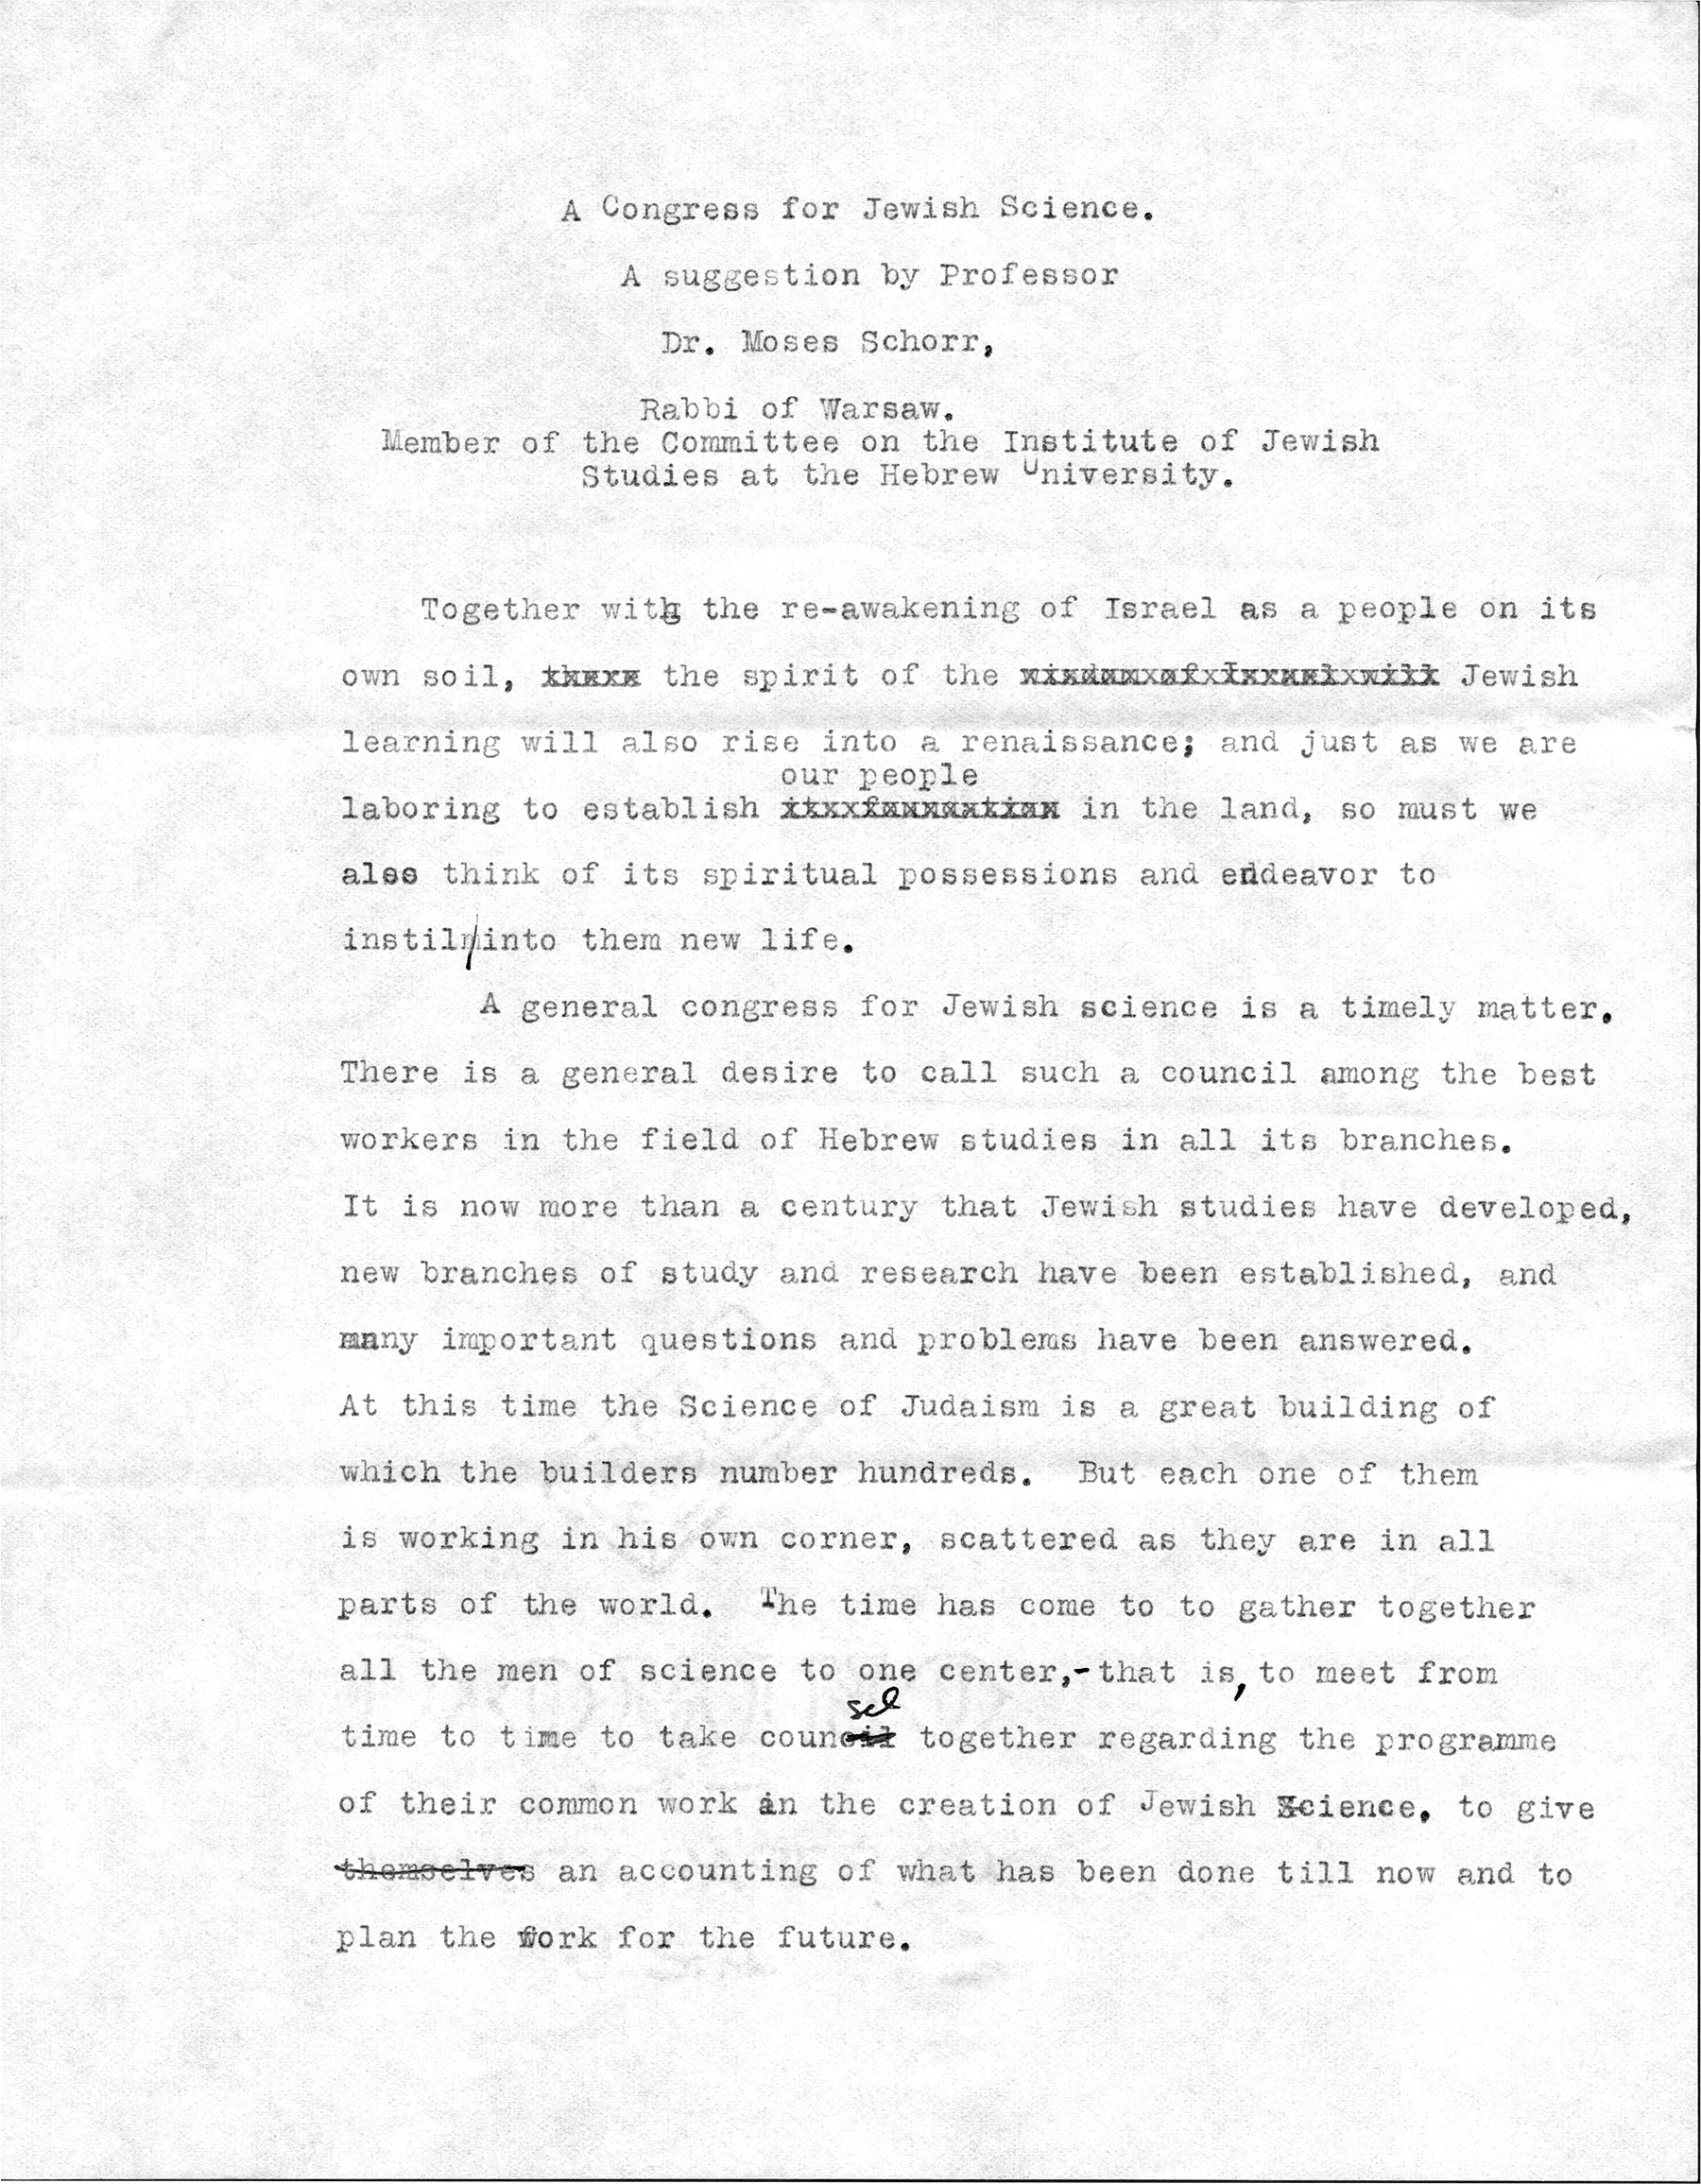 A Congress for Jewish Science.
A suggestion by Professor
Dr. Moses Schorr,
Rabbi of Warsaw.
Member of the Committee on the Institute of Jewish
Studies at the Hebrew University.
Together with the re-awakening of Israel as a people on its
own soil, the spirit of the Jewish
learning will also rise into a renaissance; and just as we are
our people
laboring to establish in the land, so must we
also think of its spiritual possessions and endeavor to
instil into them new life.
A general congress for Jewish science is a timely matter.
There is a general desire to call such a council among the best
workers in the field of Hebrew studies in all its branches.
It is now more than a century that Jewish studies have developed,
new branches of study and research have been established, and
many important questions and problems have been answered.
At this time the Science of Judaism is a great building of
which the builders number hundreds. But each one of them
is working in his own corner, scattered as they are in all
parts of the world. The time has come to to gather together
all the men of science to one center,- that is, to meet from
sel
time to time to take council together regarding the programme
of their common work in the creation of Jewish Science. to give
themselves an accounting of what has been done till now and to
plan the work for the future.